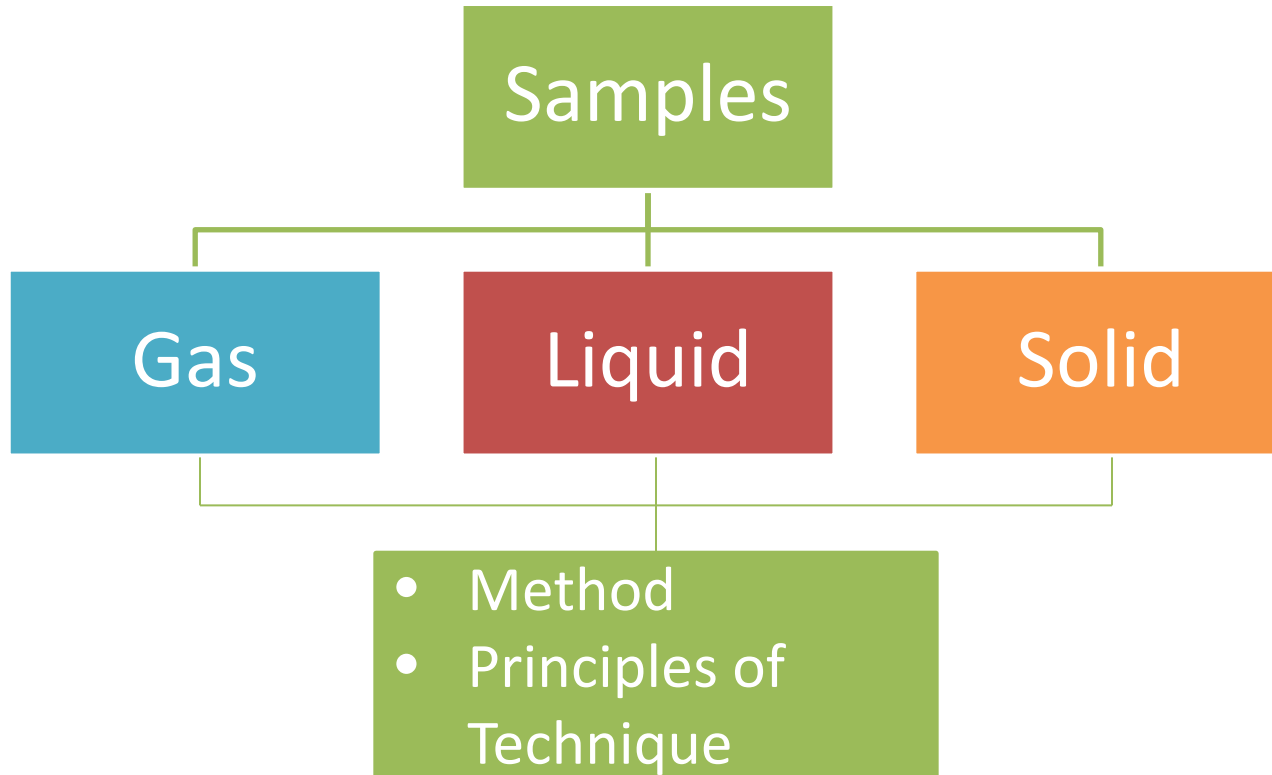 Samples
Gas
Liquid
Solid
• Method
• Principles of
Technique